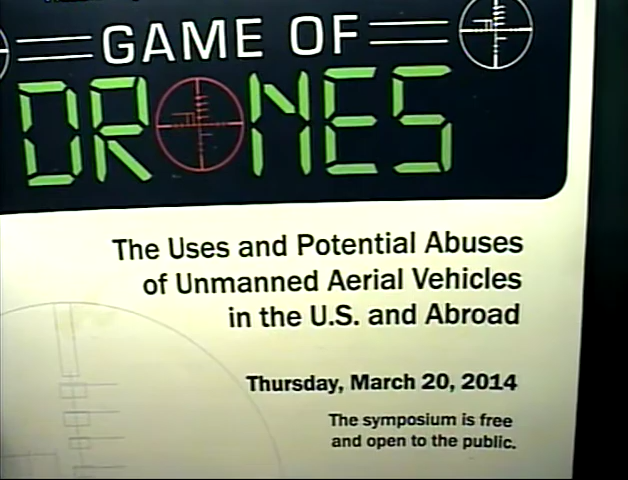 GAME OF
DRONES
The Uses and Potential Abuses
of Unmanned Aerial Vehicles
in the U.S. and Abroad
Thursday, March 20, 2014
The symposium is free
and open to the public.